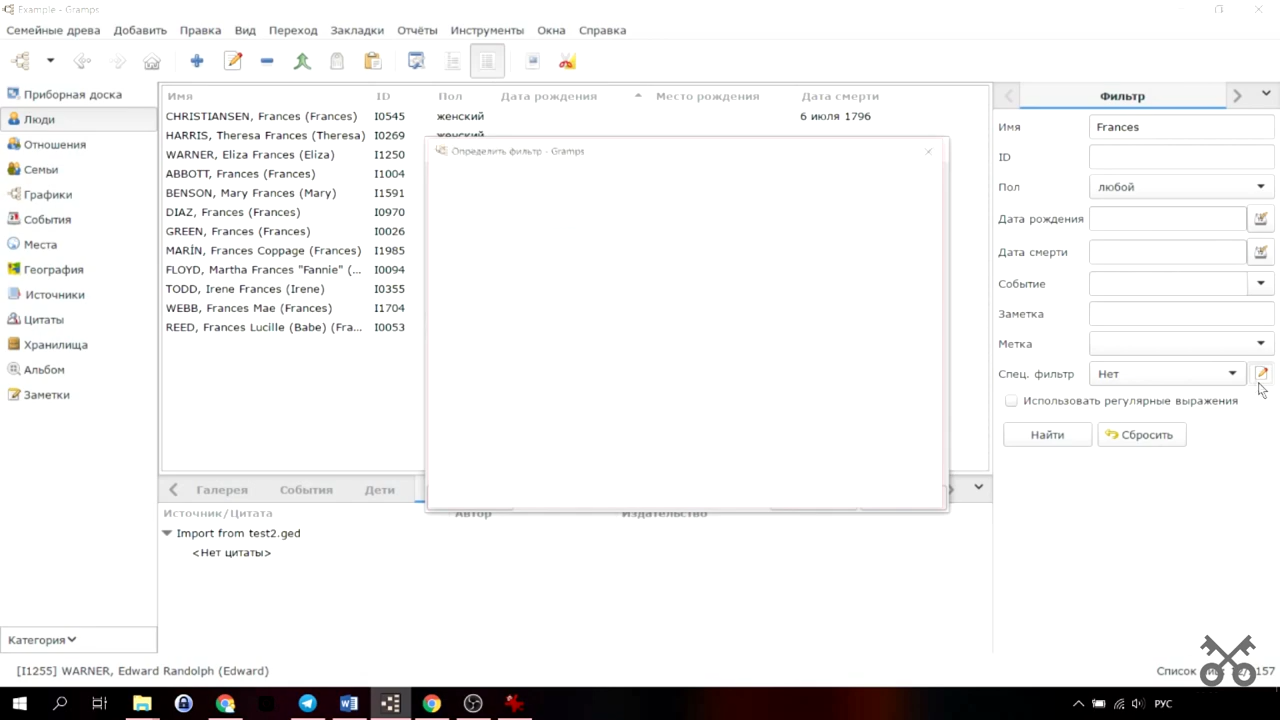 Example - Gramps
Семейные древа Добавить Правка Вид Переход Закладки Отчёты Инструменты Окна Справка
Приборная доска
Люди
Отношения
Семьи
Графики
События
Места
География
Источники
Цитаты
Хранилища
Альбом
Заметки
Категория
Имя ID Пол Дата рождения Место рождения Дата смерти
CHRISTIANSEN, Frances (Frances) I0545 женский 6 июля 1796
HARRIS, Theresa Frances (Theresa) I0269 женский
WARNER, Eliza Frances (Eliza) I1250
ABBOTT, Frances (Frances) I1004
BENSON, Mary Frances (Mary) I1591
DIAZ, Frances (Frances) I0970
GREEN, Frances (Frances) I0026
MARÍN, Frances Coppage (Frances) I1985
FLOYD, Martha Frances "Fannie" (... I0094
TODD, Irene Frances (Irene) I0355
WEBB, Frances Mae (Frances) I1704
REED, Frances Lucille (Babe) (Fra... I0053
Определить фильтр - Gramps
Галерея События Дети
Источник/Цитата Автор Издательство
Import from test2.ged
<Нет цитаты>
Фильтр
Имя Frances
ID
Пол любой
Дата рождения
Дата смерти
Событие
Заметка
Метка
Спец. фильтр Нет
Использовать регулярные выражения
Найти Сбросить
[I1255] WARNER, Edward Randolph (Edward)
Список
РУС